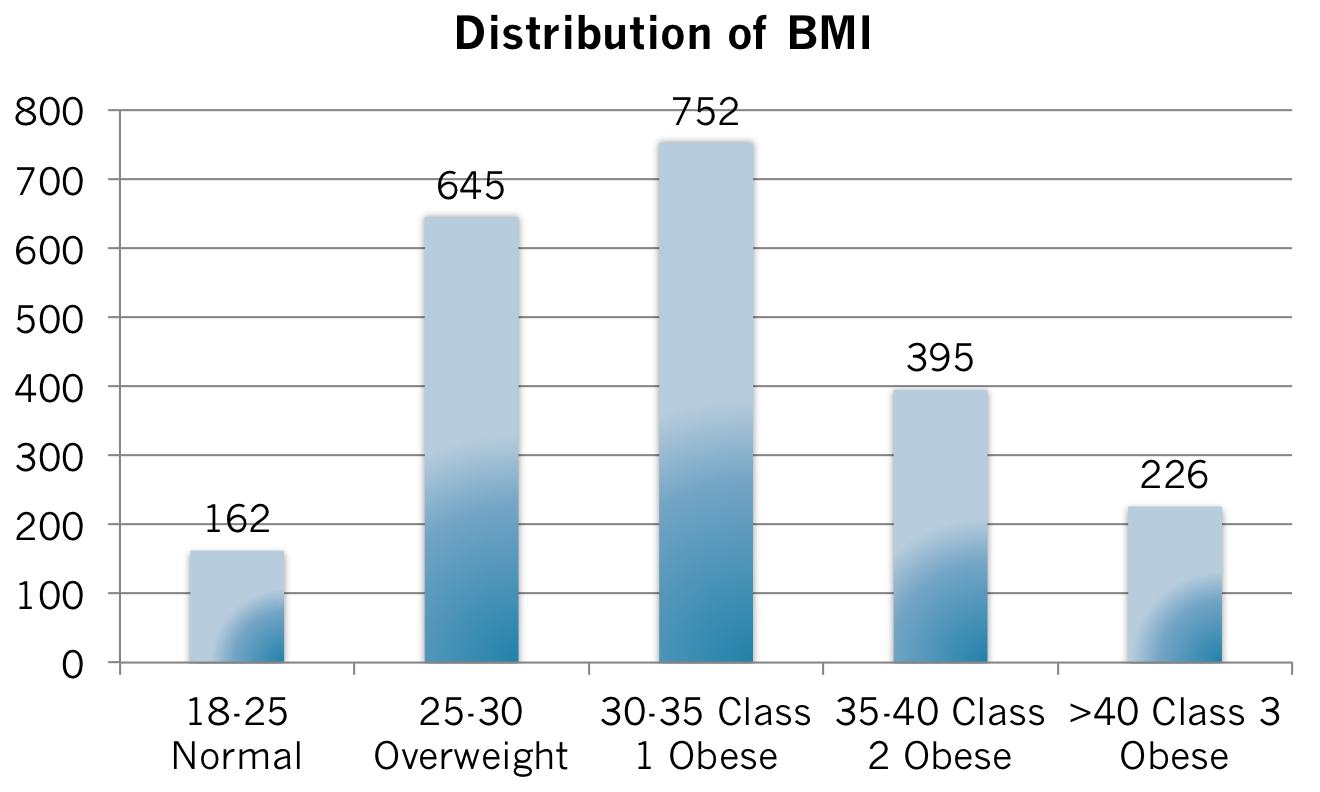 Distribution of BMI
800
700
600
500
400
300
200
100
0
162
645
752
395
226
18-25
Normal
25-30
Overweight
30-35 Class
1 Obese
35-40 Class
2 Obese
>40 Class 3
Obese